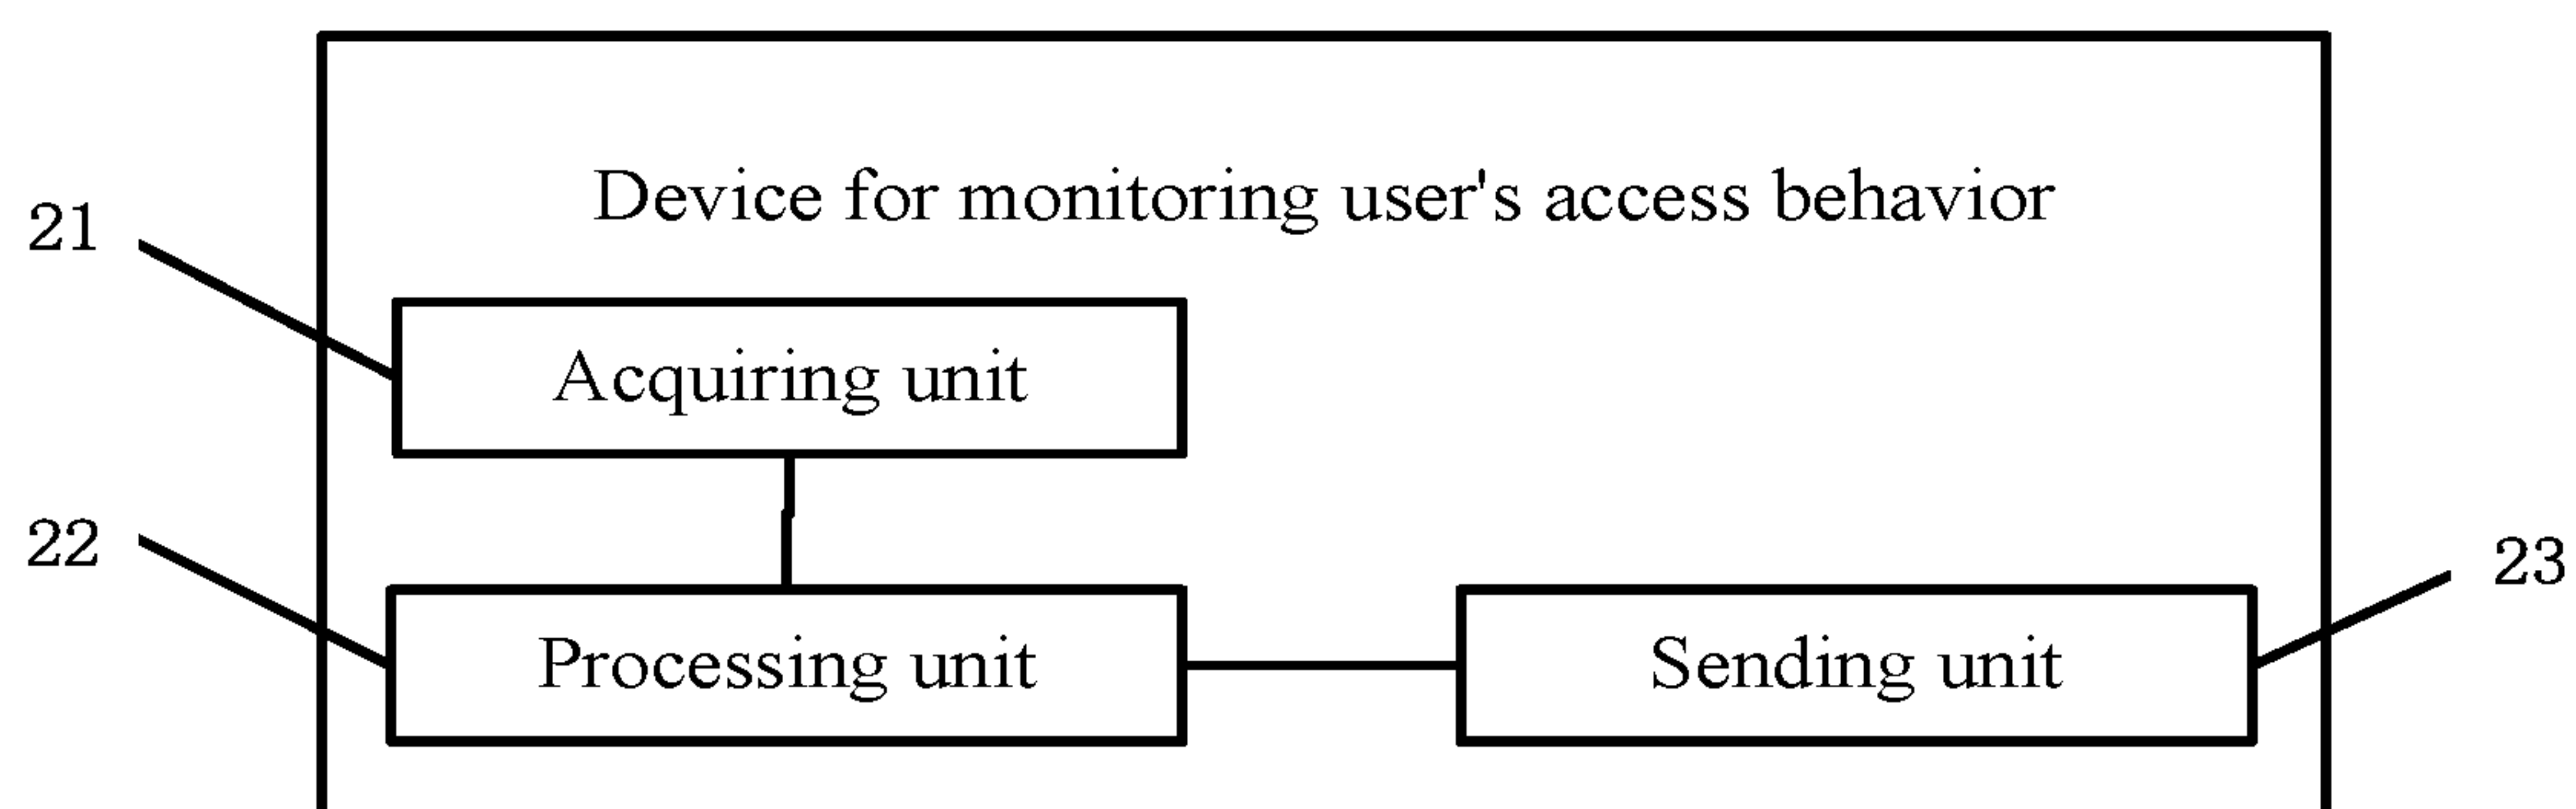 Device for monitoring user's access behavior
21
Acquiring unit
22
Processing unit
Sending unit
23